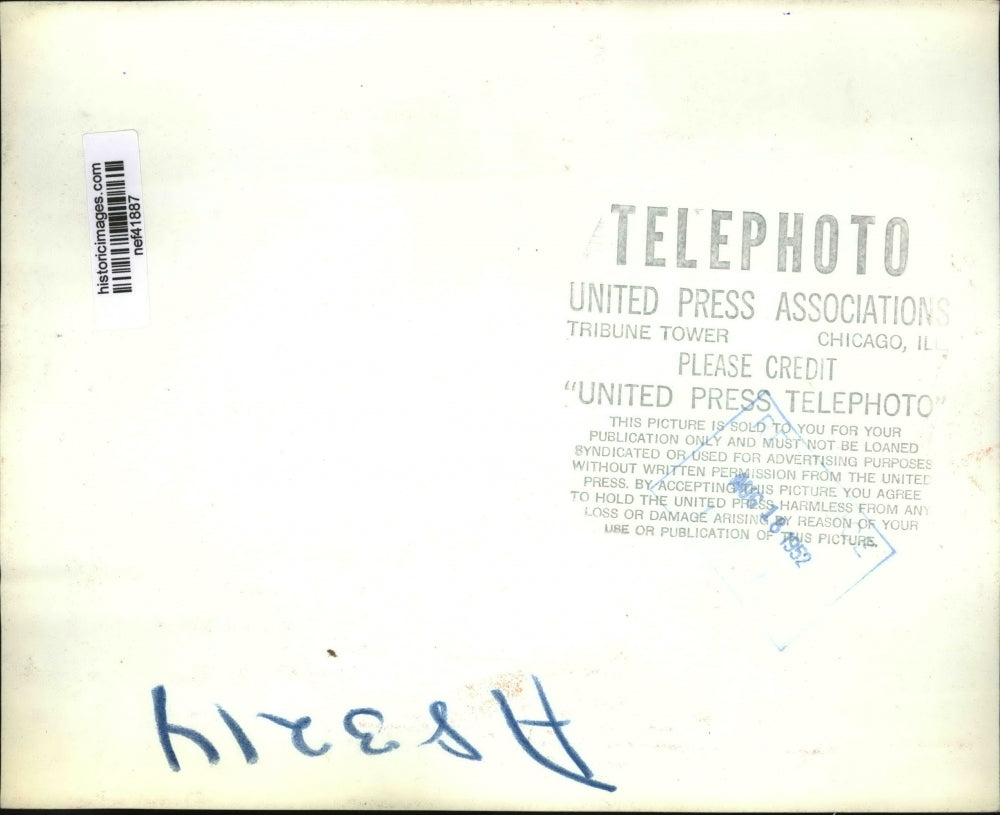 historicimages.com
nef41887
TELEPHOTO
UNITED PRESS ASSOCIATIONS
TRIBUNE TOWER CHICAGO, ILL.
PLEASE CREDIT
"UNITED PRESS TELEPHOTO"
THIS PICTURE IS SOLD TO YOU FOR YOUR
PUBLICATION ONLY AND MUST NOT BE LOANED
SYNDICATED OR USED FOR ADVERTISING PURPOSES
WITHOUT WRITTEN PERMISSION FROM THE UNITED
PRESS. BY ACCEPTING THIS PICTURE YOU AGREE
TO HOLD THE UNITED PRESS HARMLESS FROM ANY
LOSS OR DAMAGE ARISING BY REASON OF YOUR
USE OR PUBLICATION OF THIS PICTURE.
AUG 18 1952
AS3214